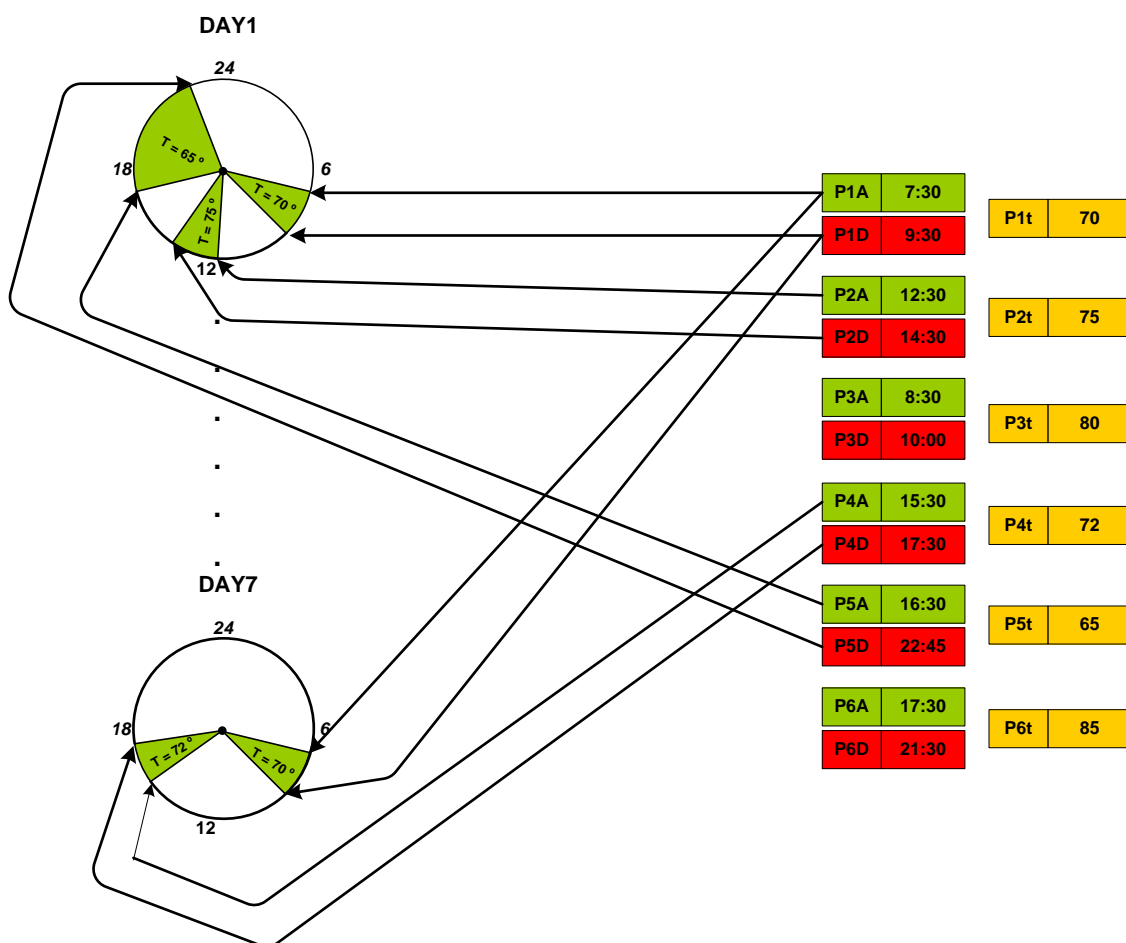 DAY1
24
T = 65 º
18
6
T = 70 º
T = 75 º
12
.
.
.
.
.
.
DAY7
24
18
6
T = 72 º
T = 70 º
12
P1A 7:30
P1D 9:30
P1t 70
P2A 12:30
P2D 14:30
P2t 75
P3A 8:30
P3D 10:00
P3t 80
P4A 15:30
P4D 17:30
P4t 72
P5A 16:30
P5D 22:45
P5t 65
P6A 17:30
P6D 21:30
P6t 85